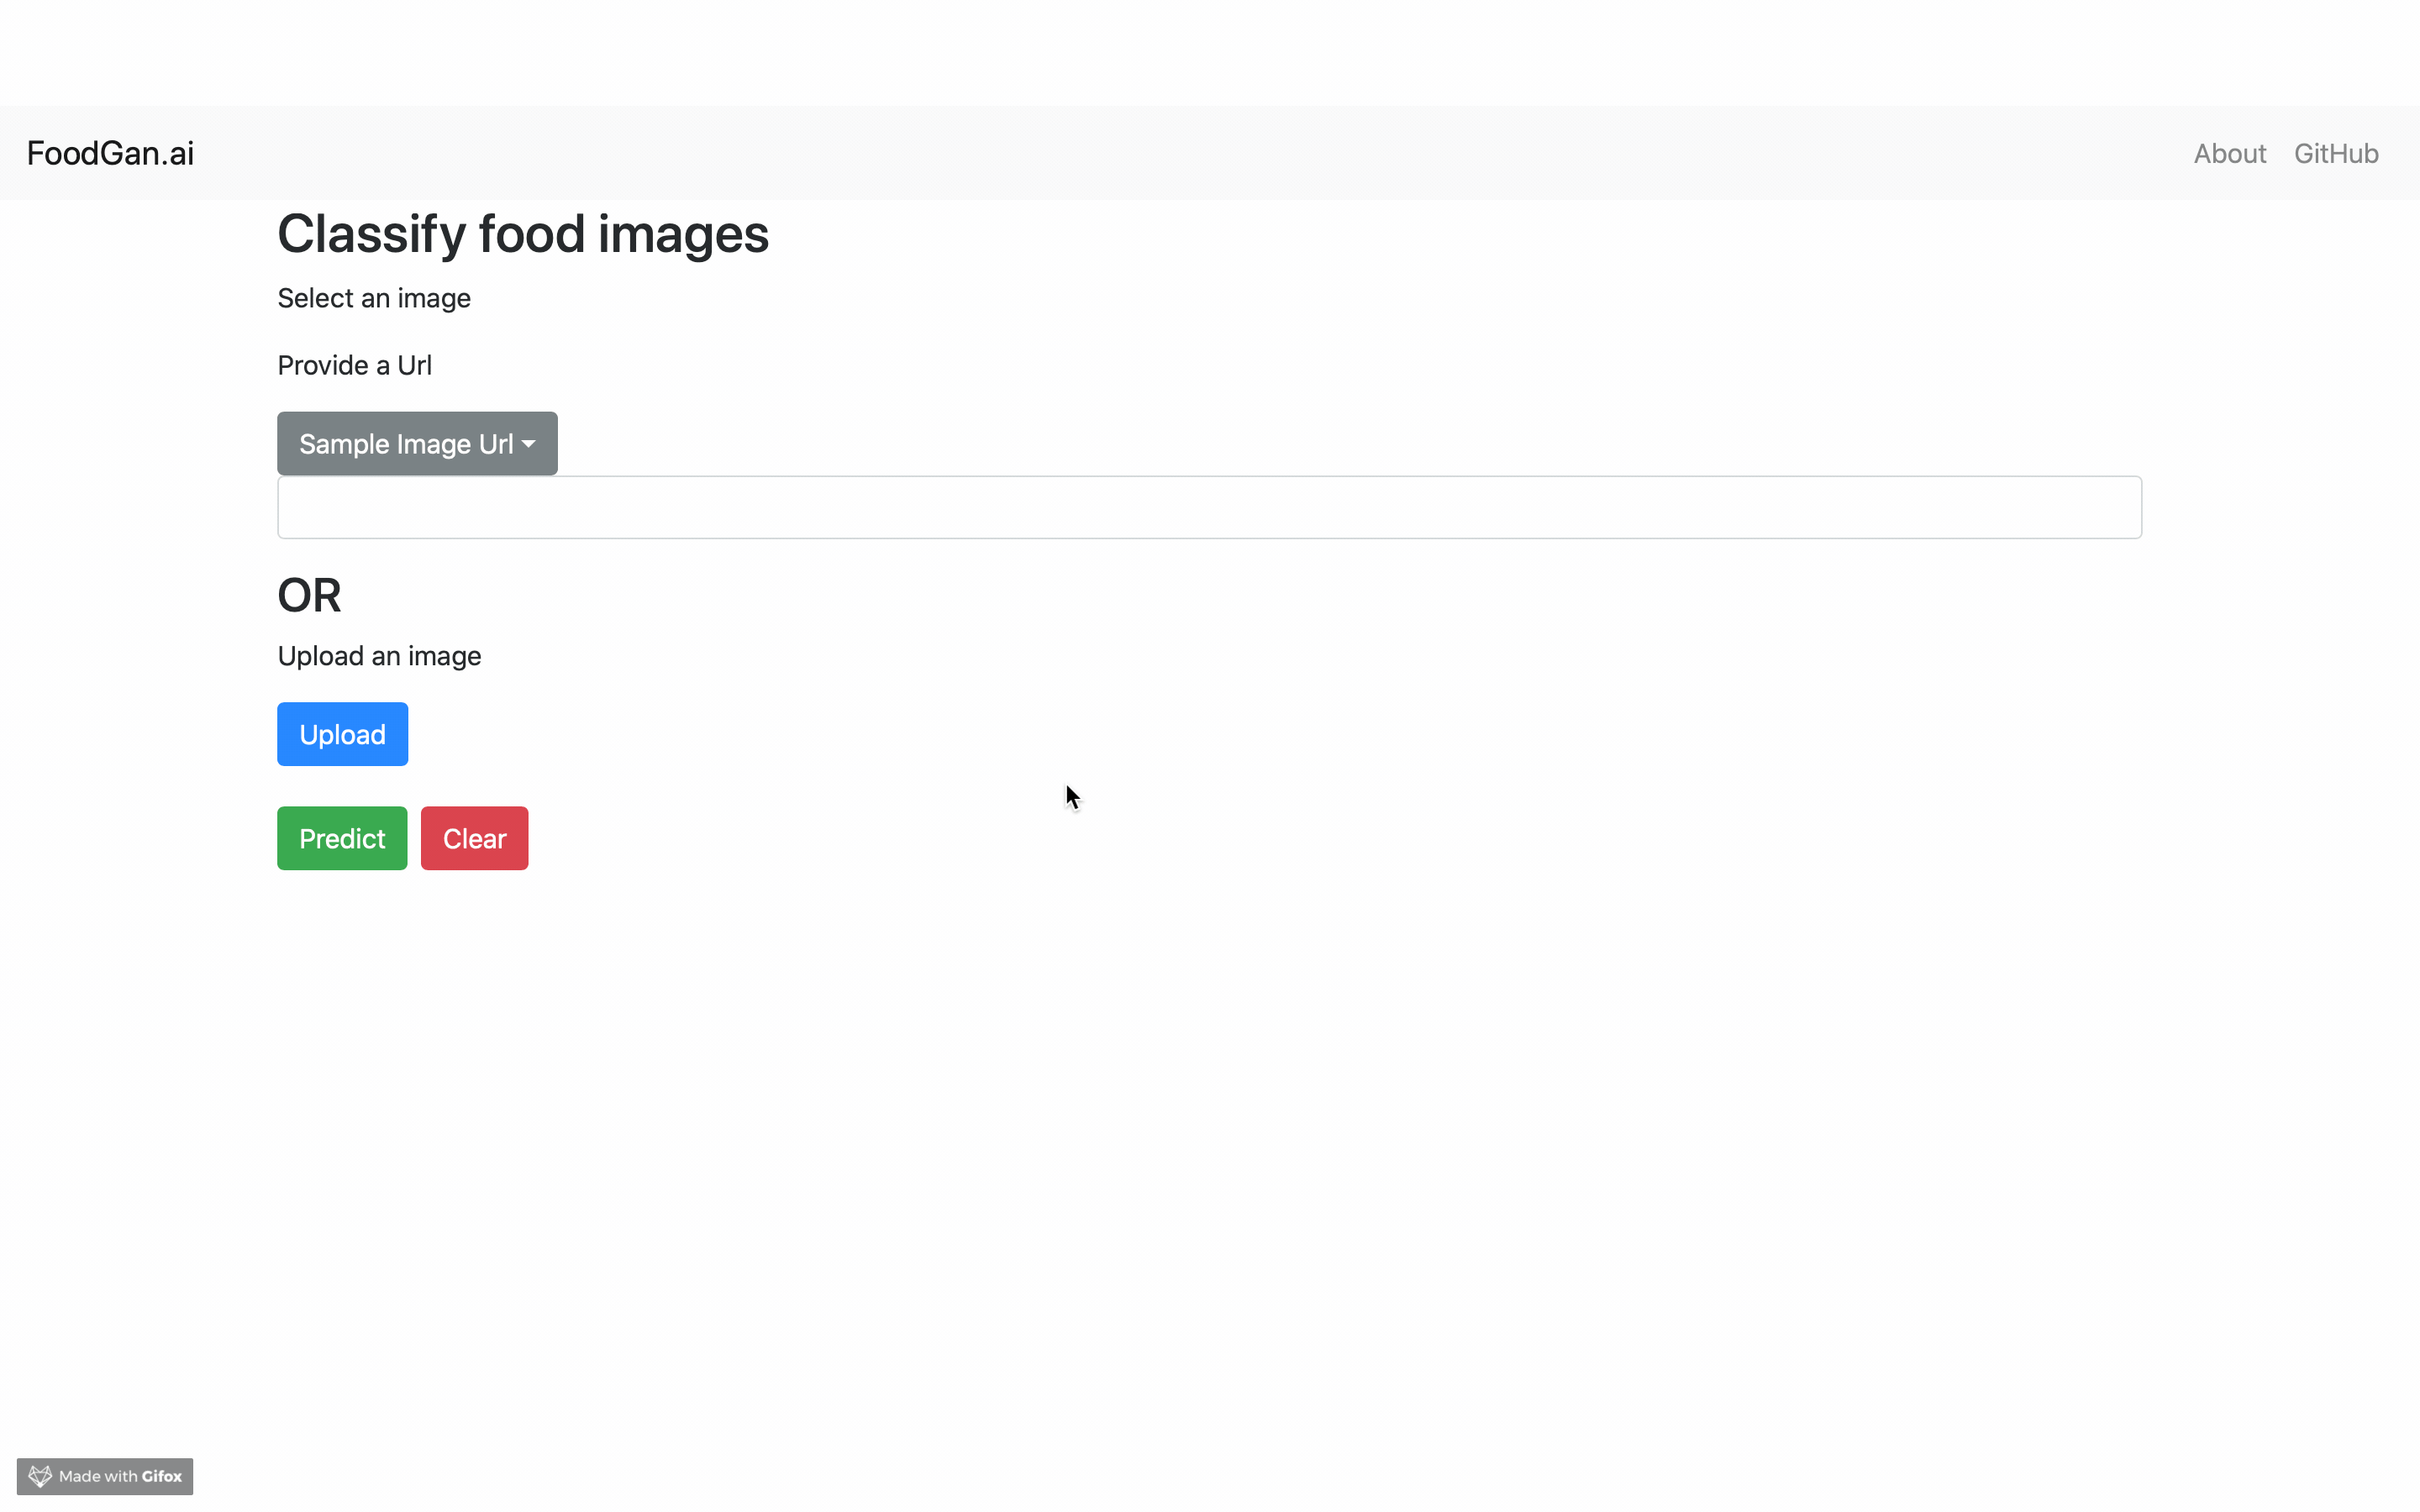 FoodGan.ai
About GitHub
Classify food images
Select an image
Provide a Url
Sample Image Url
OR
Upload an image
Upload
Predict Clear
Made with Gifox